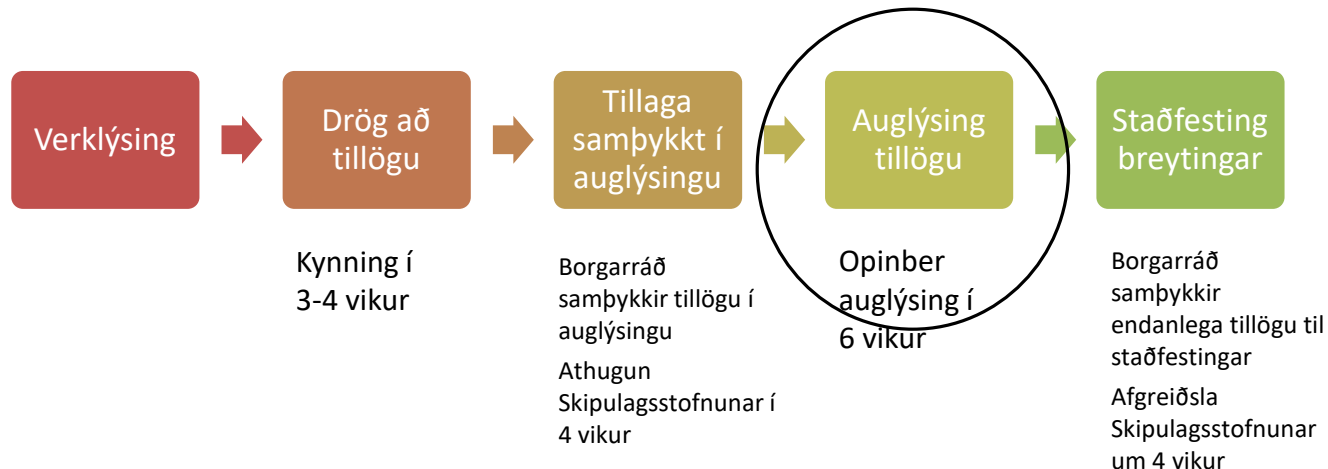 Verklýsing
Drög að
tillögu
Tillaga
samþykkt í
auglýsingu
Auglýsing
tillögu
Staðfesting
breytingar
Kynning í
3-4 vikur
Borgarráð
samþykkir tillögu í
auglýsingu
Athugun
Skipulagsstofnunar í
4 vikur
Opinber
auglýsing í
6 vikur
Borgarráð
samþykkir
endanlega tillögu til
staðfestingar
Afgreiðsla
Skipulagsstofnunar
um 4 vikur